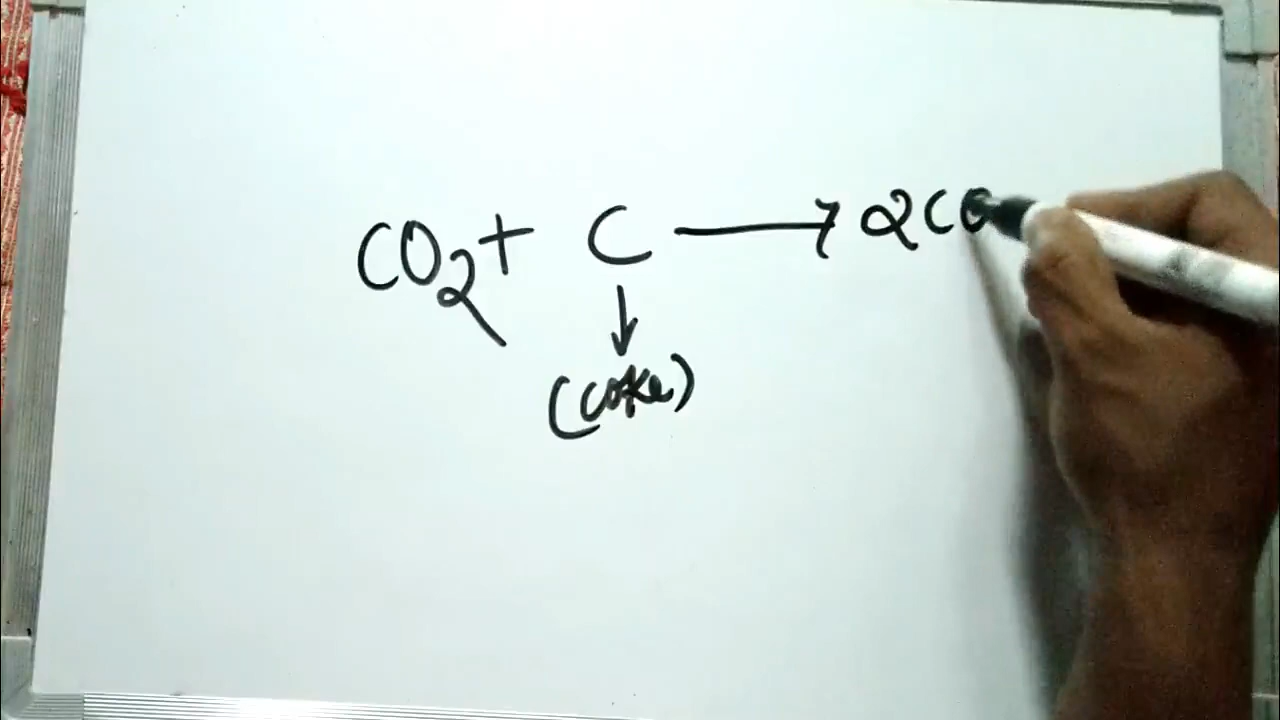 CO₂ + C ⟶ 2CO
(coke)